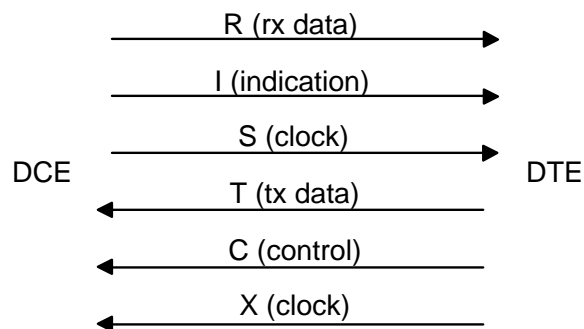 R (rx data)
I (indication)
S (clock)
DCE
DTE
T (tx data)
C (control)
X (clock)